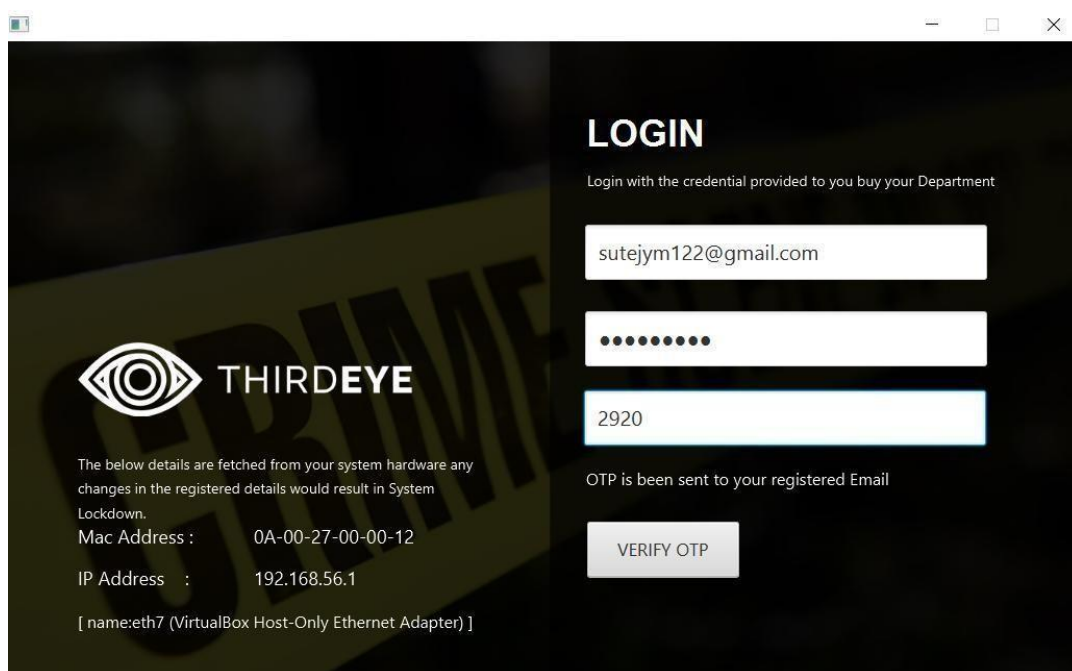 THIRDEYE
The below details are fetched from your system hardware any
changes in the registered details would result in System
Lockdown.
Mac Address : 0A-00-27-00-00-12
IP Address : 192.168.56.1
[ name:eth7 (VirtualBox Host-Only Ethernet Adapter) ]
LOGIN
Login with the credential provided to you buy your Department
sutejym122@gmail.com
●●●●●●●●●
2920
OTP is been sent to your registered Email
VERIFY OTP
CRIME